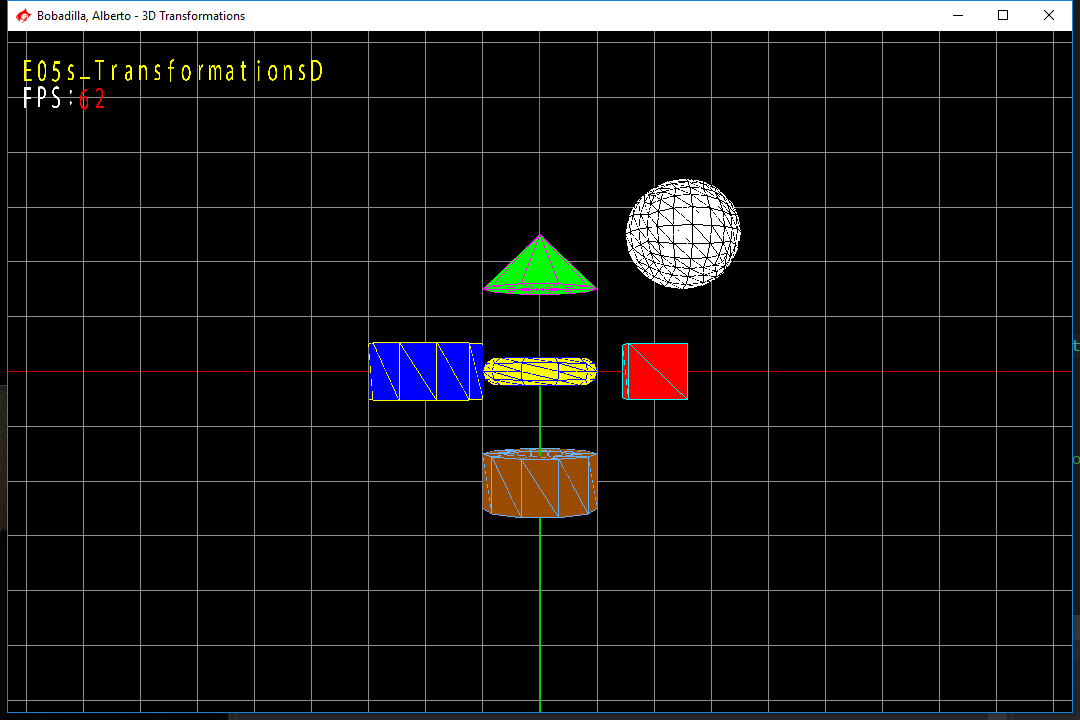 Bobadilla, Alberto - 3D Transformations
E05s_TransformationsD
FPS:62